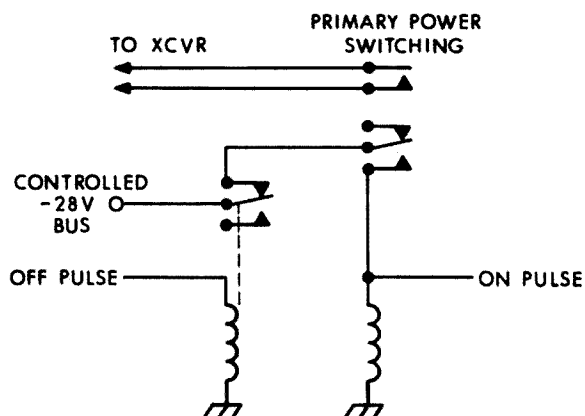 PRIMARY POWER
SWITCHING
TO XCVR
CONTROLLED
-28V
BUS
OFF PULSE
ON PULSE